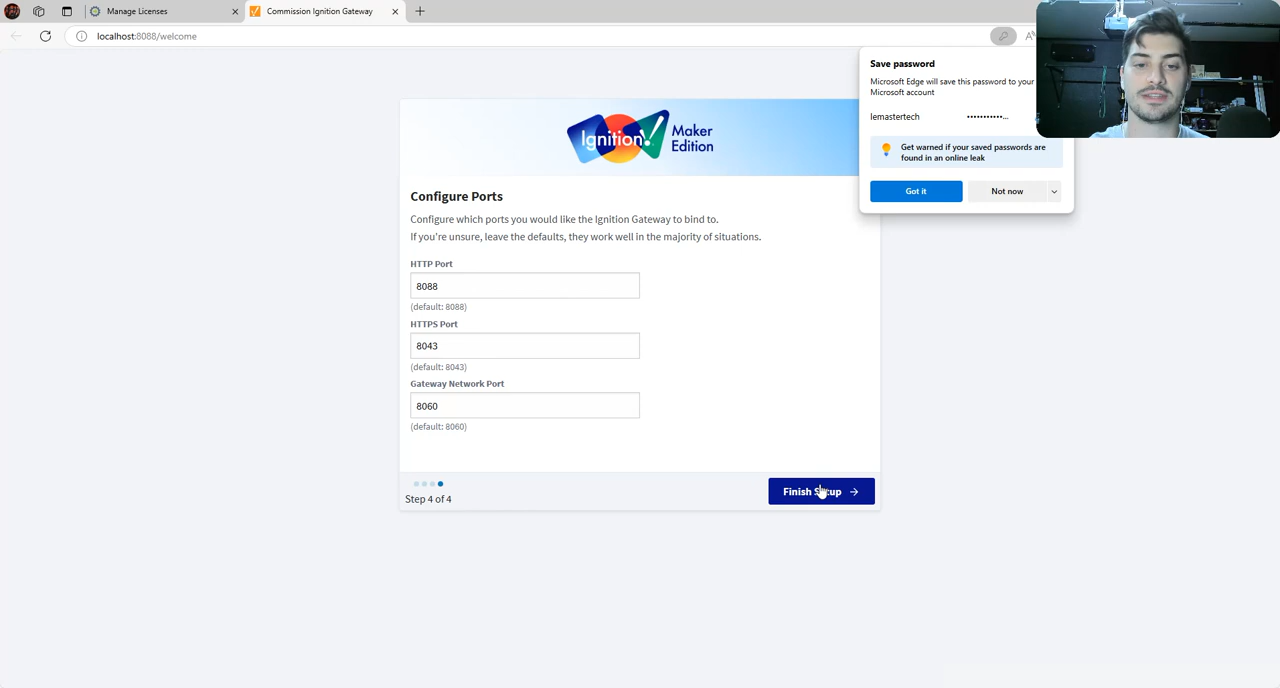 Manage Licenses
Commission Ignition Gateway
localhost:8088/welcome
Save password
Microsoft Edge will save this password to your
Microsoft account
lemastertech
••••••••••...
Get warned if your saved passwords are
found in an online leak
Got it
Not now
Ignition!
Maker
Edition
Configure Ports
Configure which ports you would like the Ignition Gateway to bind to.
If you're unsure, leave the defaults, they work well in the majority of situations.
HTTP Port
8088
(default: 8088)
HTTPS Port
8043
(default: 8043)
Gateway Network Port
8060
(default: 8060)
Step 4 of 4
Finish Setup